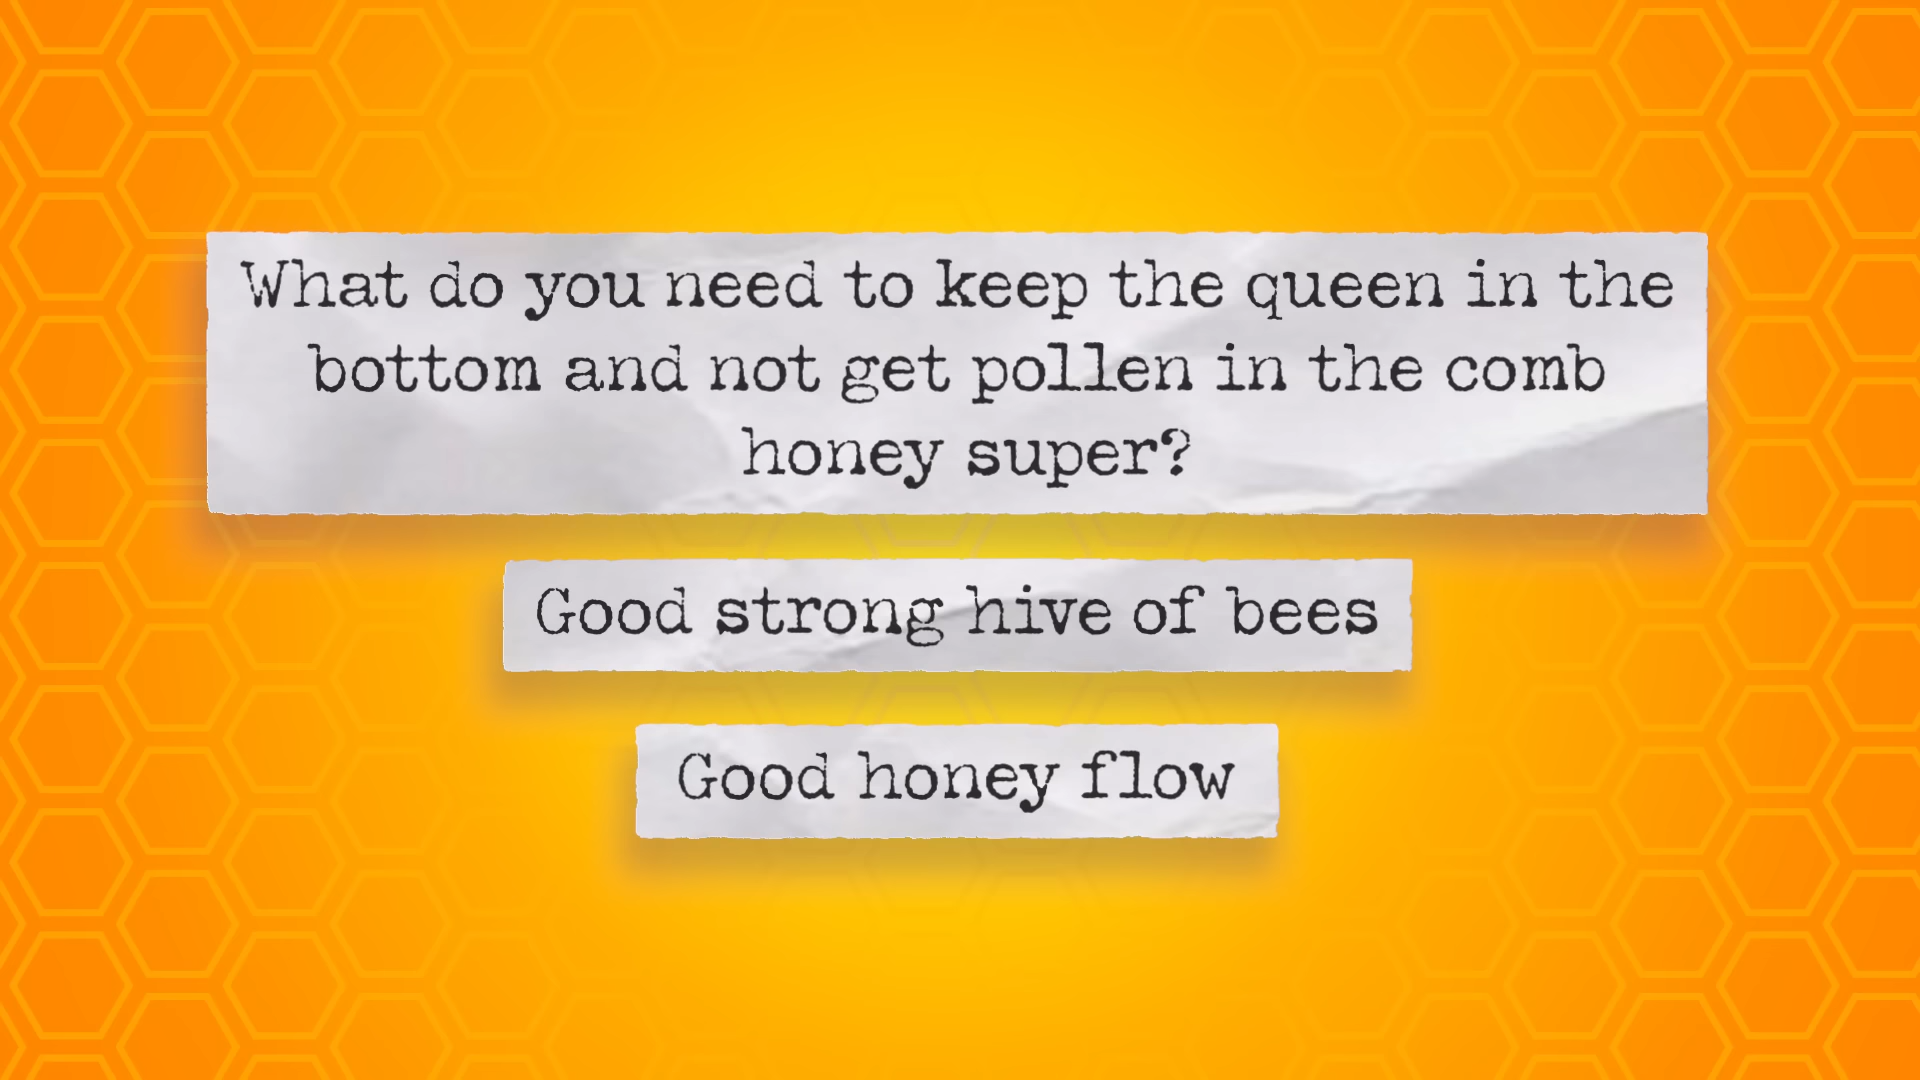 What do you need to keep the queen in the
bottom and not get pollen in the comb
honey super?
Good strong hive of bees
Good honey flow